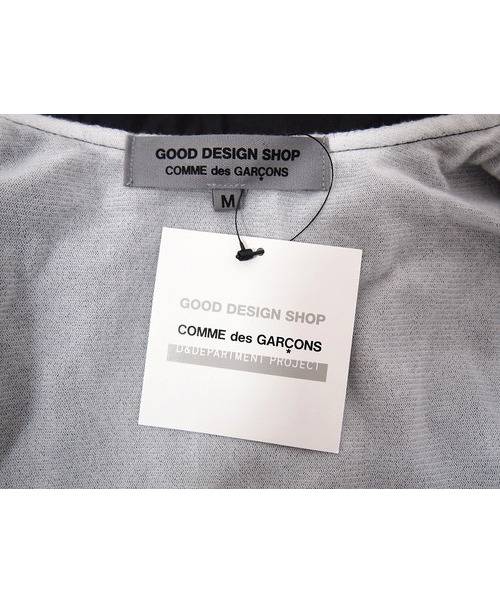 GOOD DESIGN SHOP
COMME des GARÇONS
M
GOOD DESIGN SHOP
COMME des GARÇONS
D&DEPARTMENT PROJECT